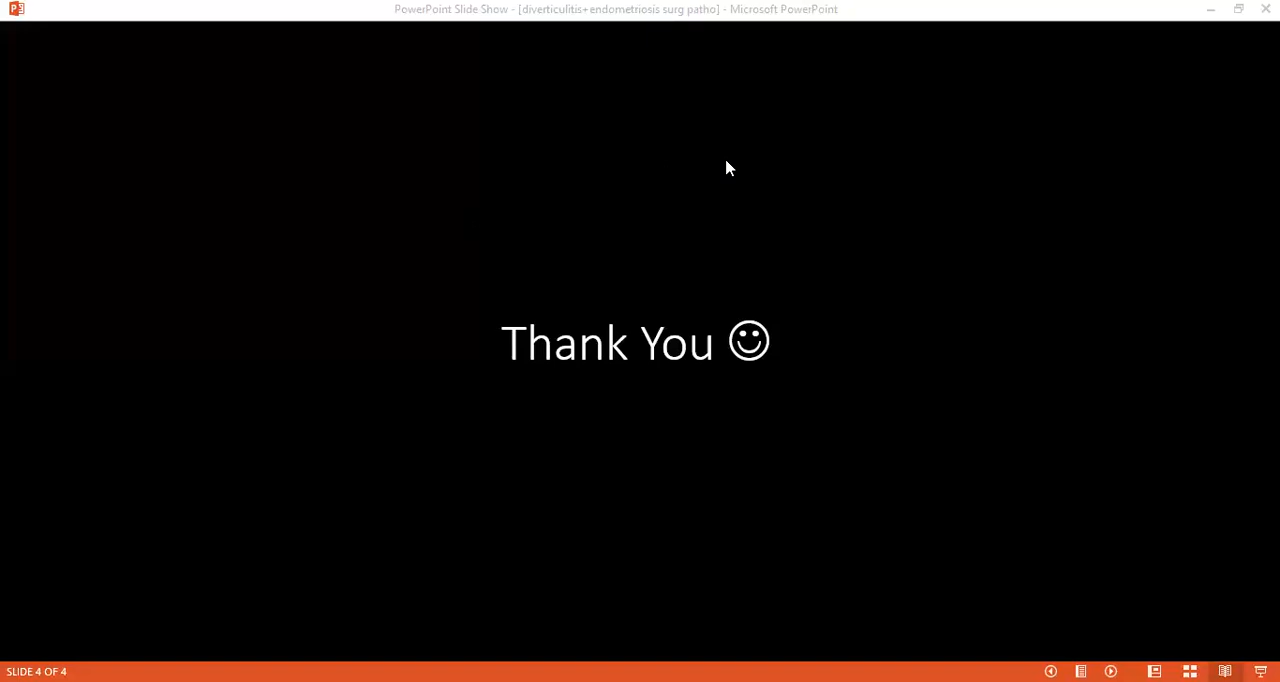 PowerPoint Slide Show - [diverticulitis+endometriosis surg patho] - Microsoft PowerPoint
Thank You ☺
SLIDE 4 OF 4